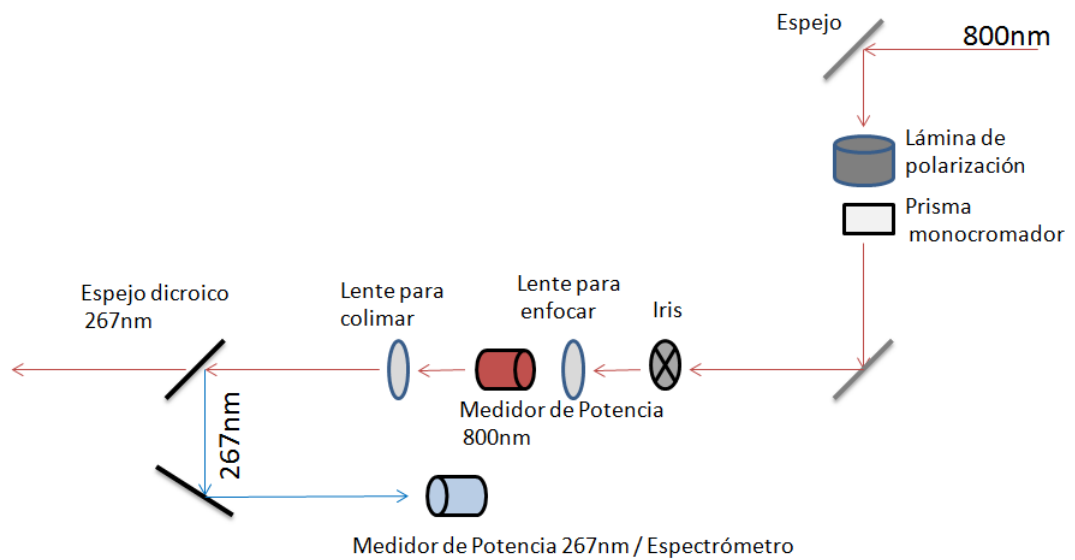 Espejo
800nm
Lámina de
polarización
Prisma
monocromador
Espejo dicroico
267nm
Lente para
colimar
Lente para
enfocar
Iris
Medidor de Potencia
800nm
267nm
Medidor de Potencia 267nm / Espectrómetro